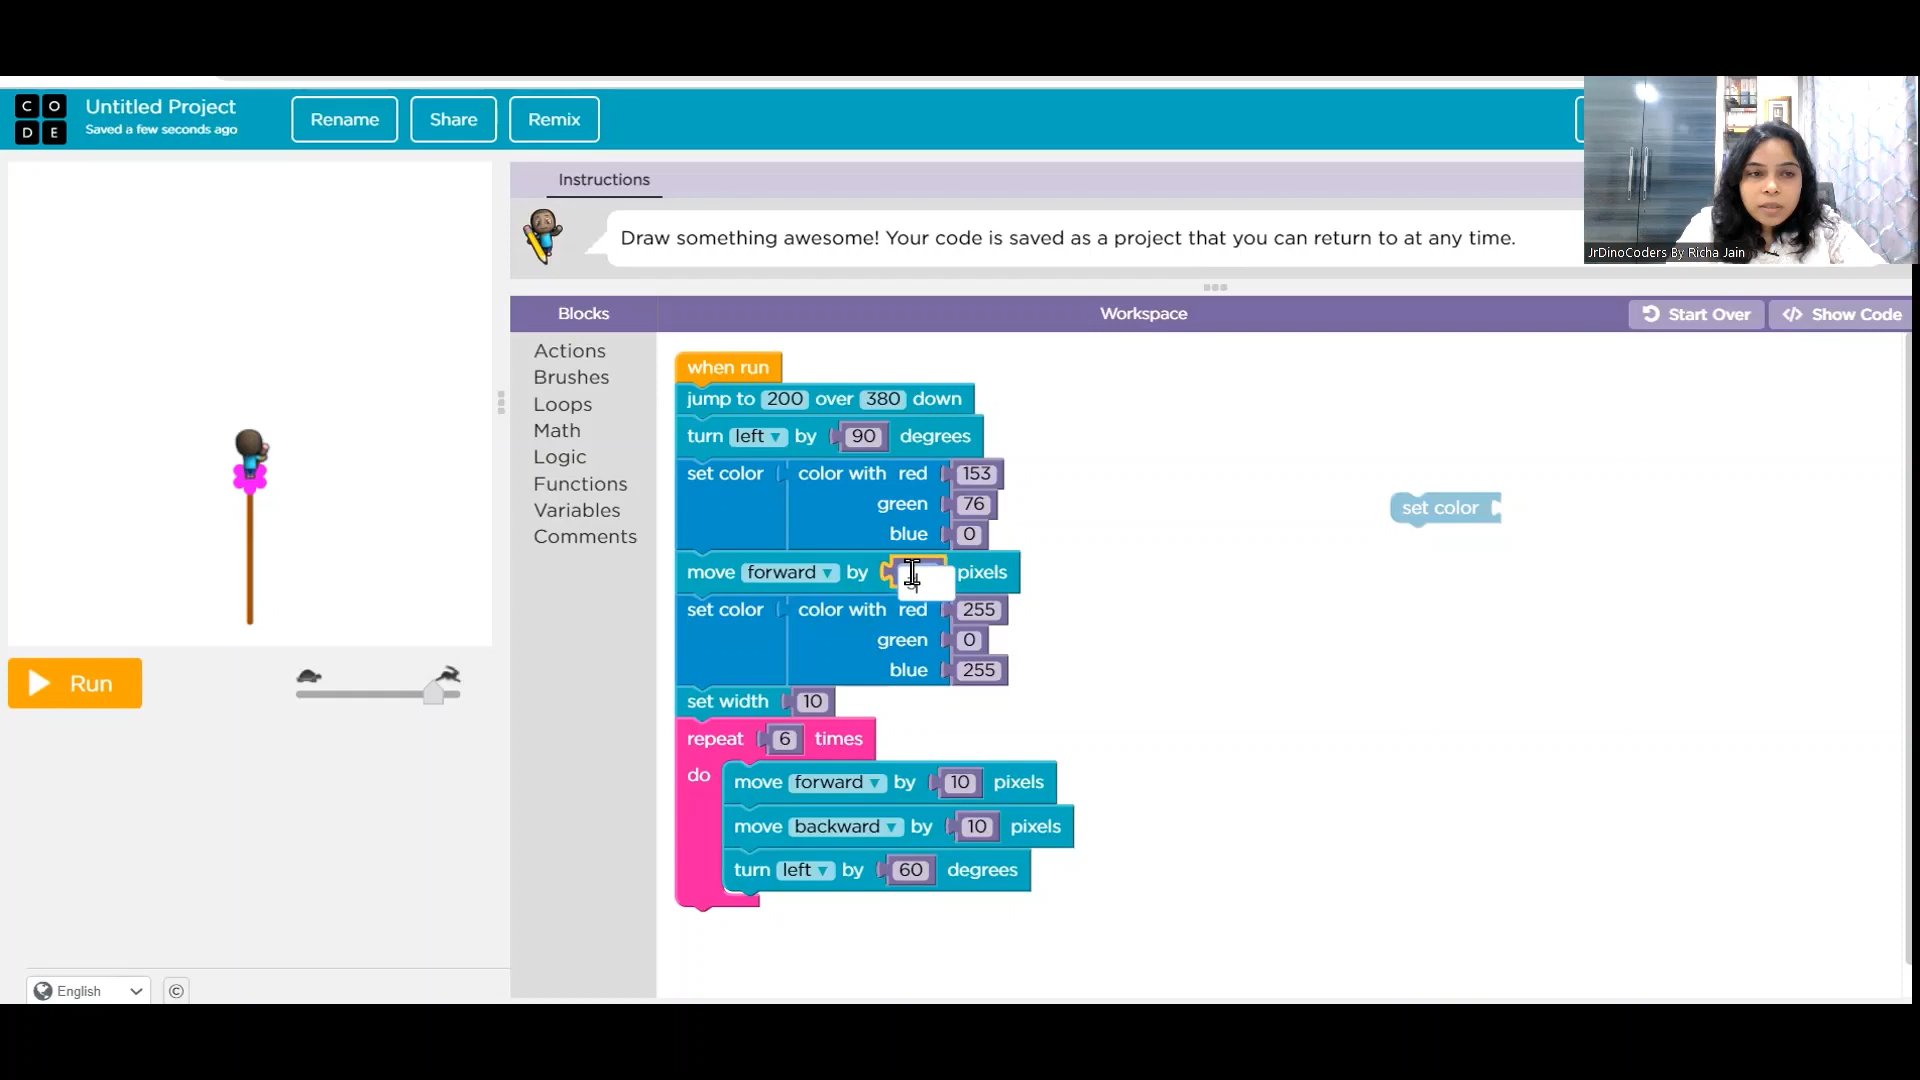 C O
D E
Untitled Project
Saved a few seconds ago
Rename
Share
Remix
JrDinoCoders By Richa Jain
Instructions
Draw something awesome! Your code is saved as a project that you can return to at any time.
Blocks
Workspace
Start Over
</> Show Code
Actions
Brushes
Loops
Math
Logic
Functions
Variables
Comments
when run
jump to 200 over 380 down
turn left by 90 degrees
set color color with red 153
green 76
blue 0
move forward by pixels
set color color with red 255
green 0
blue 255
set width 10
repeat 6 times
do
move forward by 10 pixels
move backward by 10 pixels
turn left by 60 degrees
set color
Run
English
©